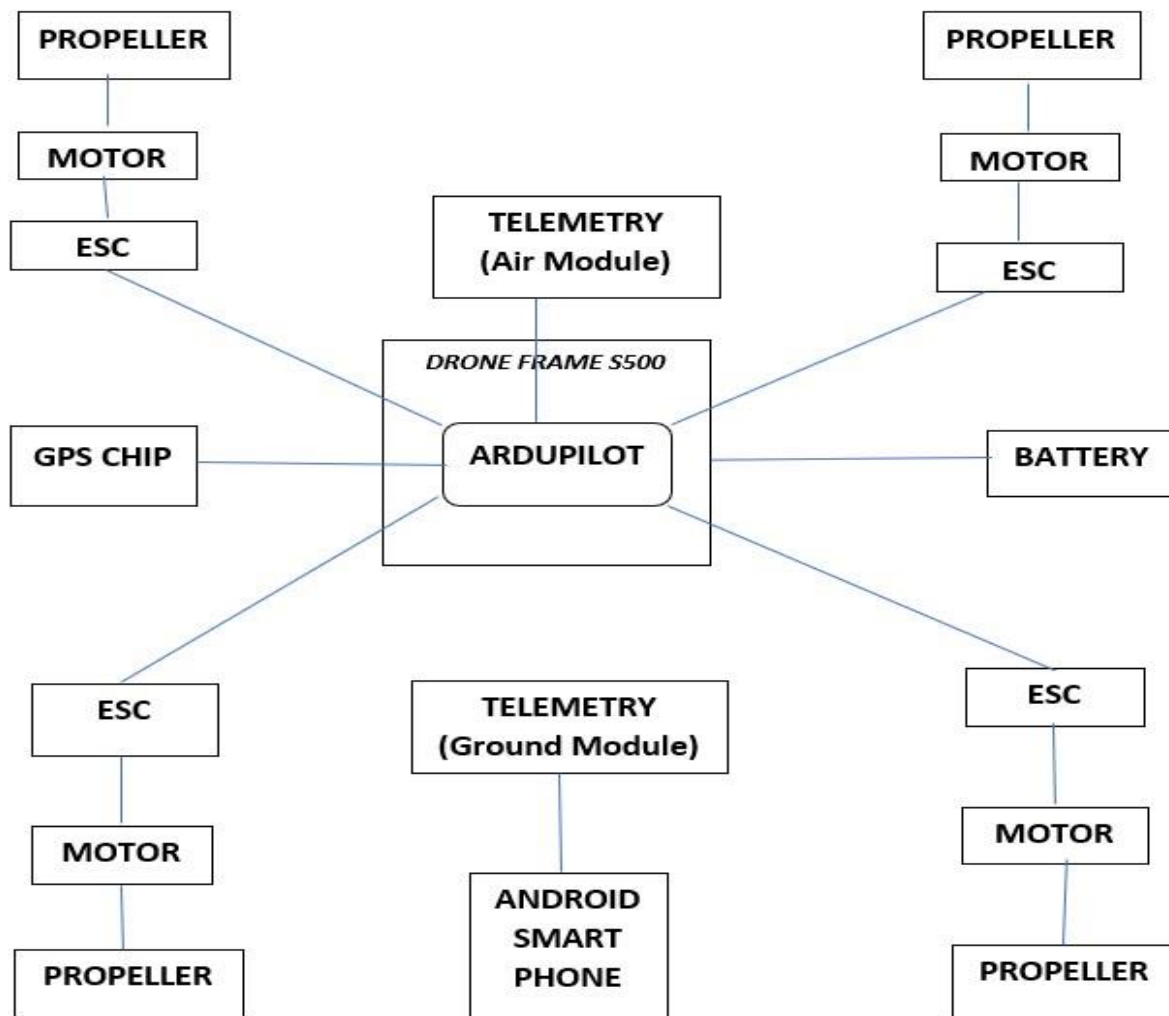 PROPELLER
PROPELLER
MOTOR
MOTOR
TELEMETRY
(Air Module)
ESC
ESC
DRONE FRAME S500
GPS CHIP
ARDUPILOT
BATTERY
ESC
TELEMETRY
(Ground Module)
ESC
MOTOR
MOTOR
ANDROID
SMART
PHONE
PROPELLER
PROPELLER